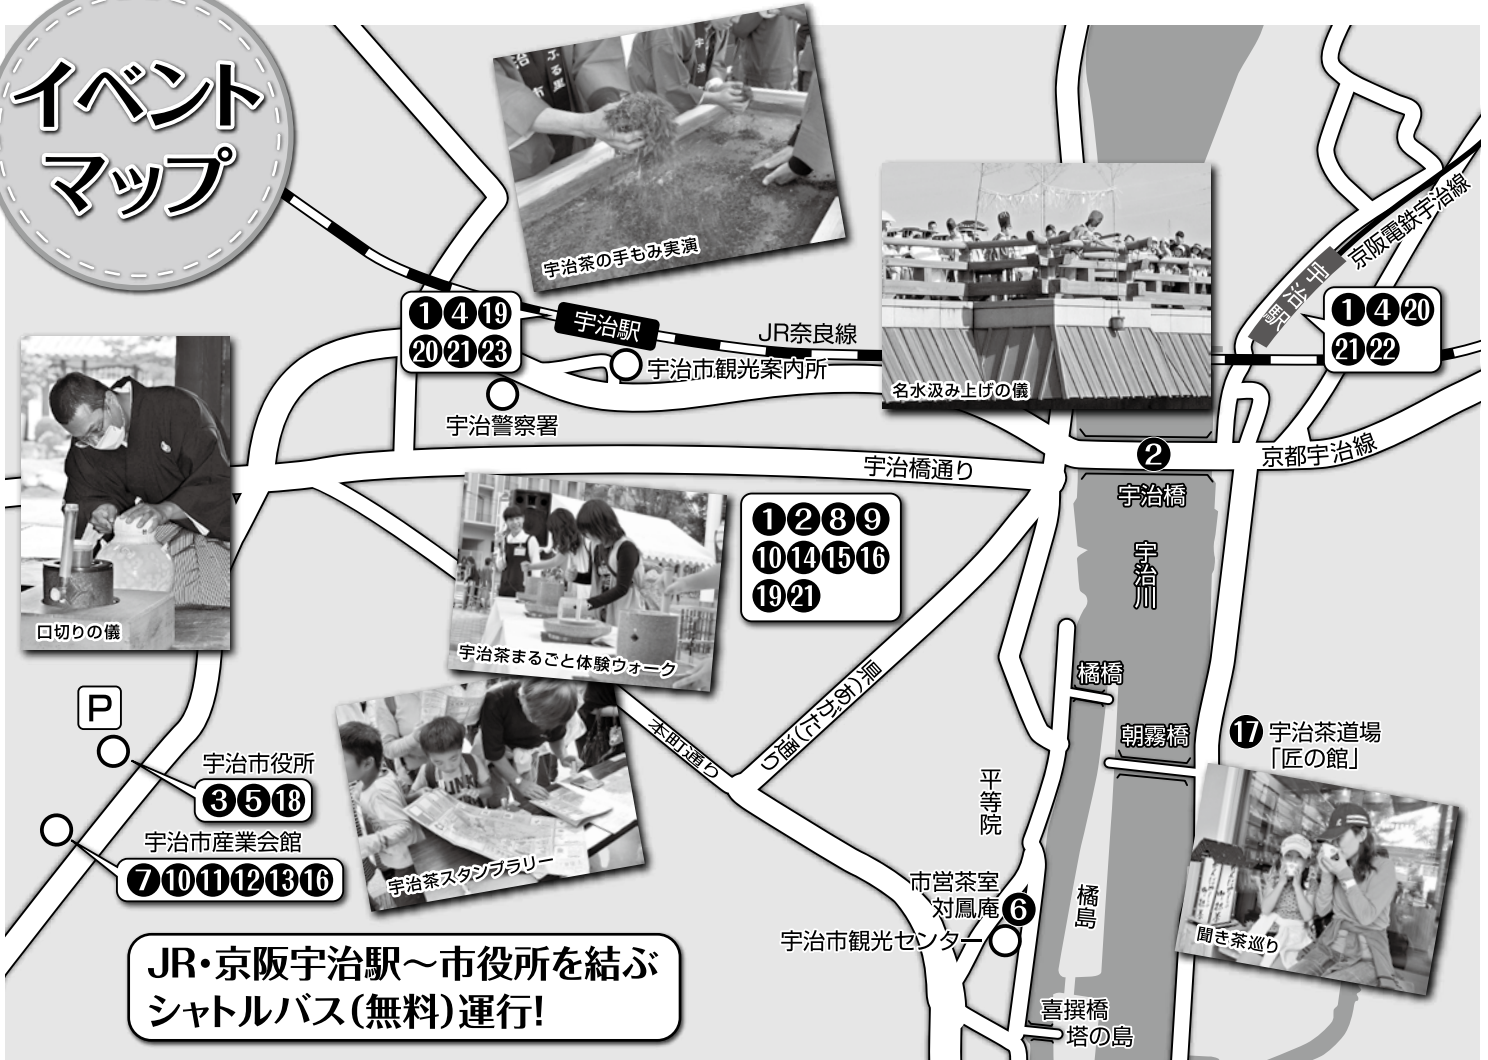 イベント
マップ
ふる里
治
市
宇治茶の手もみ実演
名水汲み上げの儀
京阪電鉄宇治線
宇治駅
❶❹⓴
㉑㉒
❶❹⓳
⓴㉑㉓
宇治駅
JR奈良線
宇治市観光案内所
宇治警察署
口切りの儀
宇治橋通り
❷
京都宇治線
宇治橋
宇治川
❶❷❽❾
❿⓮⓯⓰
⓳㉑
宇治茶まるごと体験ウォーク
県(あがた)通り
本町通り
橘橋
朝霧橋
⓱宇治茶道場
「匠の館」
P
宇治市役所
❸❺⓲
宇治市産業会館
❼❿⓫⓬⓭⓰
宇治茶スタンプラリー
平等院
市営茶室
対鳳庵❻
宇治市観光センター
橘島
聞き茶巡り
喜撰橋
塔の島
JR・京阪宇治駅〜市役所を結ぶ
シャトルバス(無料)運行!